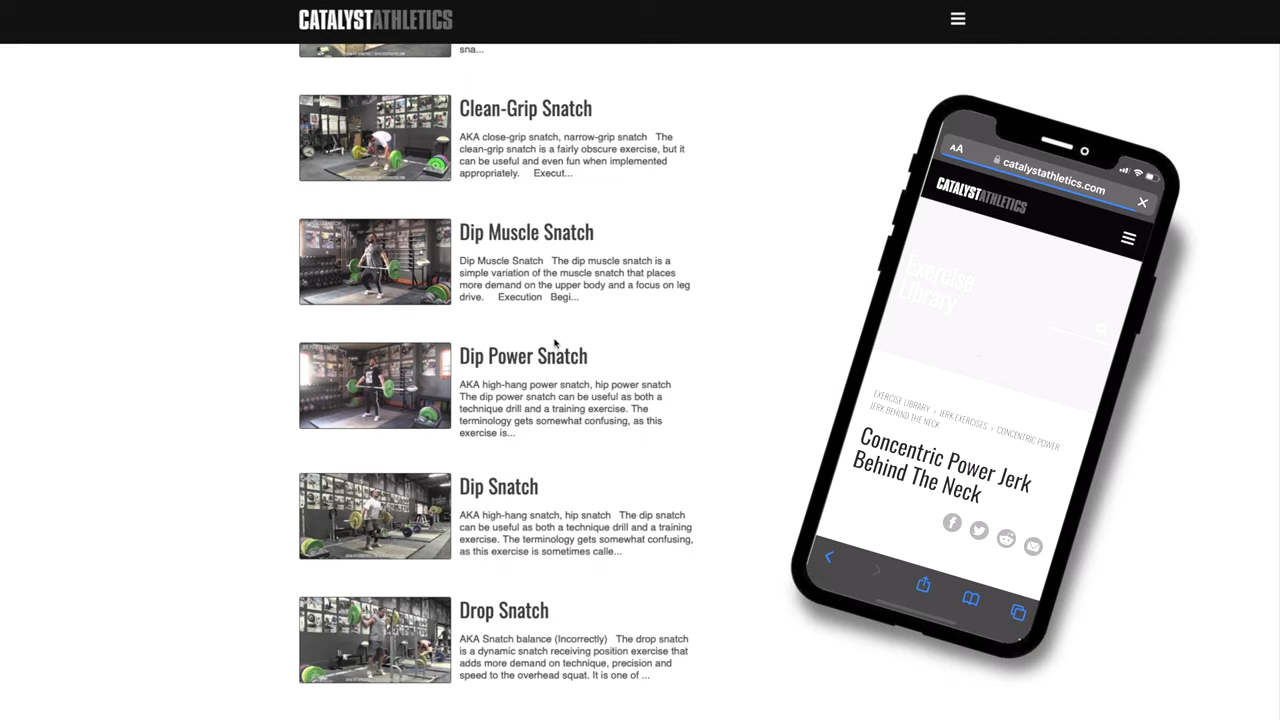 CATALYSTATHLETICS
sna...
Clean-Grip Snatch
AKA close-grip snatch, narrow-grip snatch The
clean-grip snatch is a fairly obscure exercise, but it
can be useful and even fun when implemented
appropriately. Execut...
Dip Muscle Snatch
Dip Muscle Snatch The dip muscle snatch is a
simple variation of the muscle snatch that places
more demand on the upper body and a focus on leg
drive. Execution Begi...
Dip Power Snatch
AKA high-hang power snatch, hip power snatch
The dip power snatch can be useful as both a
technique drill and a training exercise. The
terminology gets somewhat confusing, as this
exercise is...
Dip Snatch
AKA high-hang snatch, hip snatch The dip snatch
can be useful as both a technique drill and a training
exercise. The terminology gets somewhat confusing,
as this exercise is sometimes calle...
Drop Snatch
AKA Snatch balance (Incorrectly) The drop snatch
is a dynamic snatch receiving position exercise that
adds more demand on technique, precision and
speed to the overhead squat. It is one of ...
AA
catalystathletics.com
CATALYSTATHLETICS
Exercise
Library
EXERCISE LIBRARY › JERK EXERCISES › CONCENTRIC POWER
JERK BEHIND THE NECK
Concentric Power Jerk
Behind The Neck